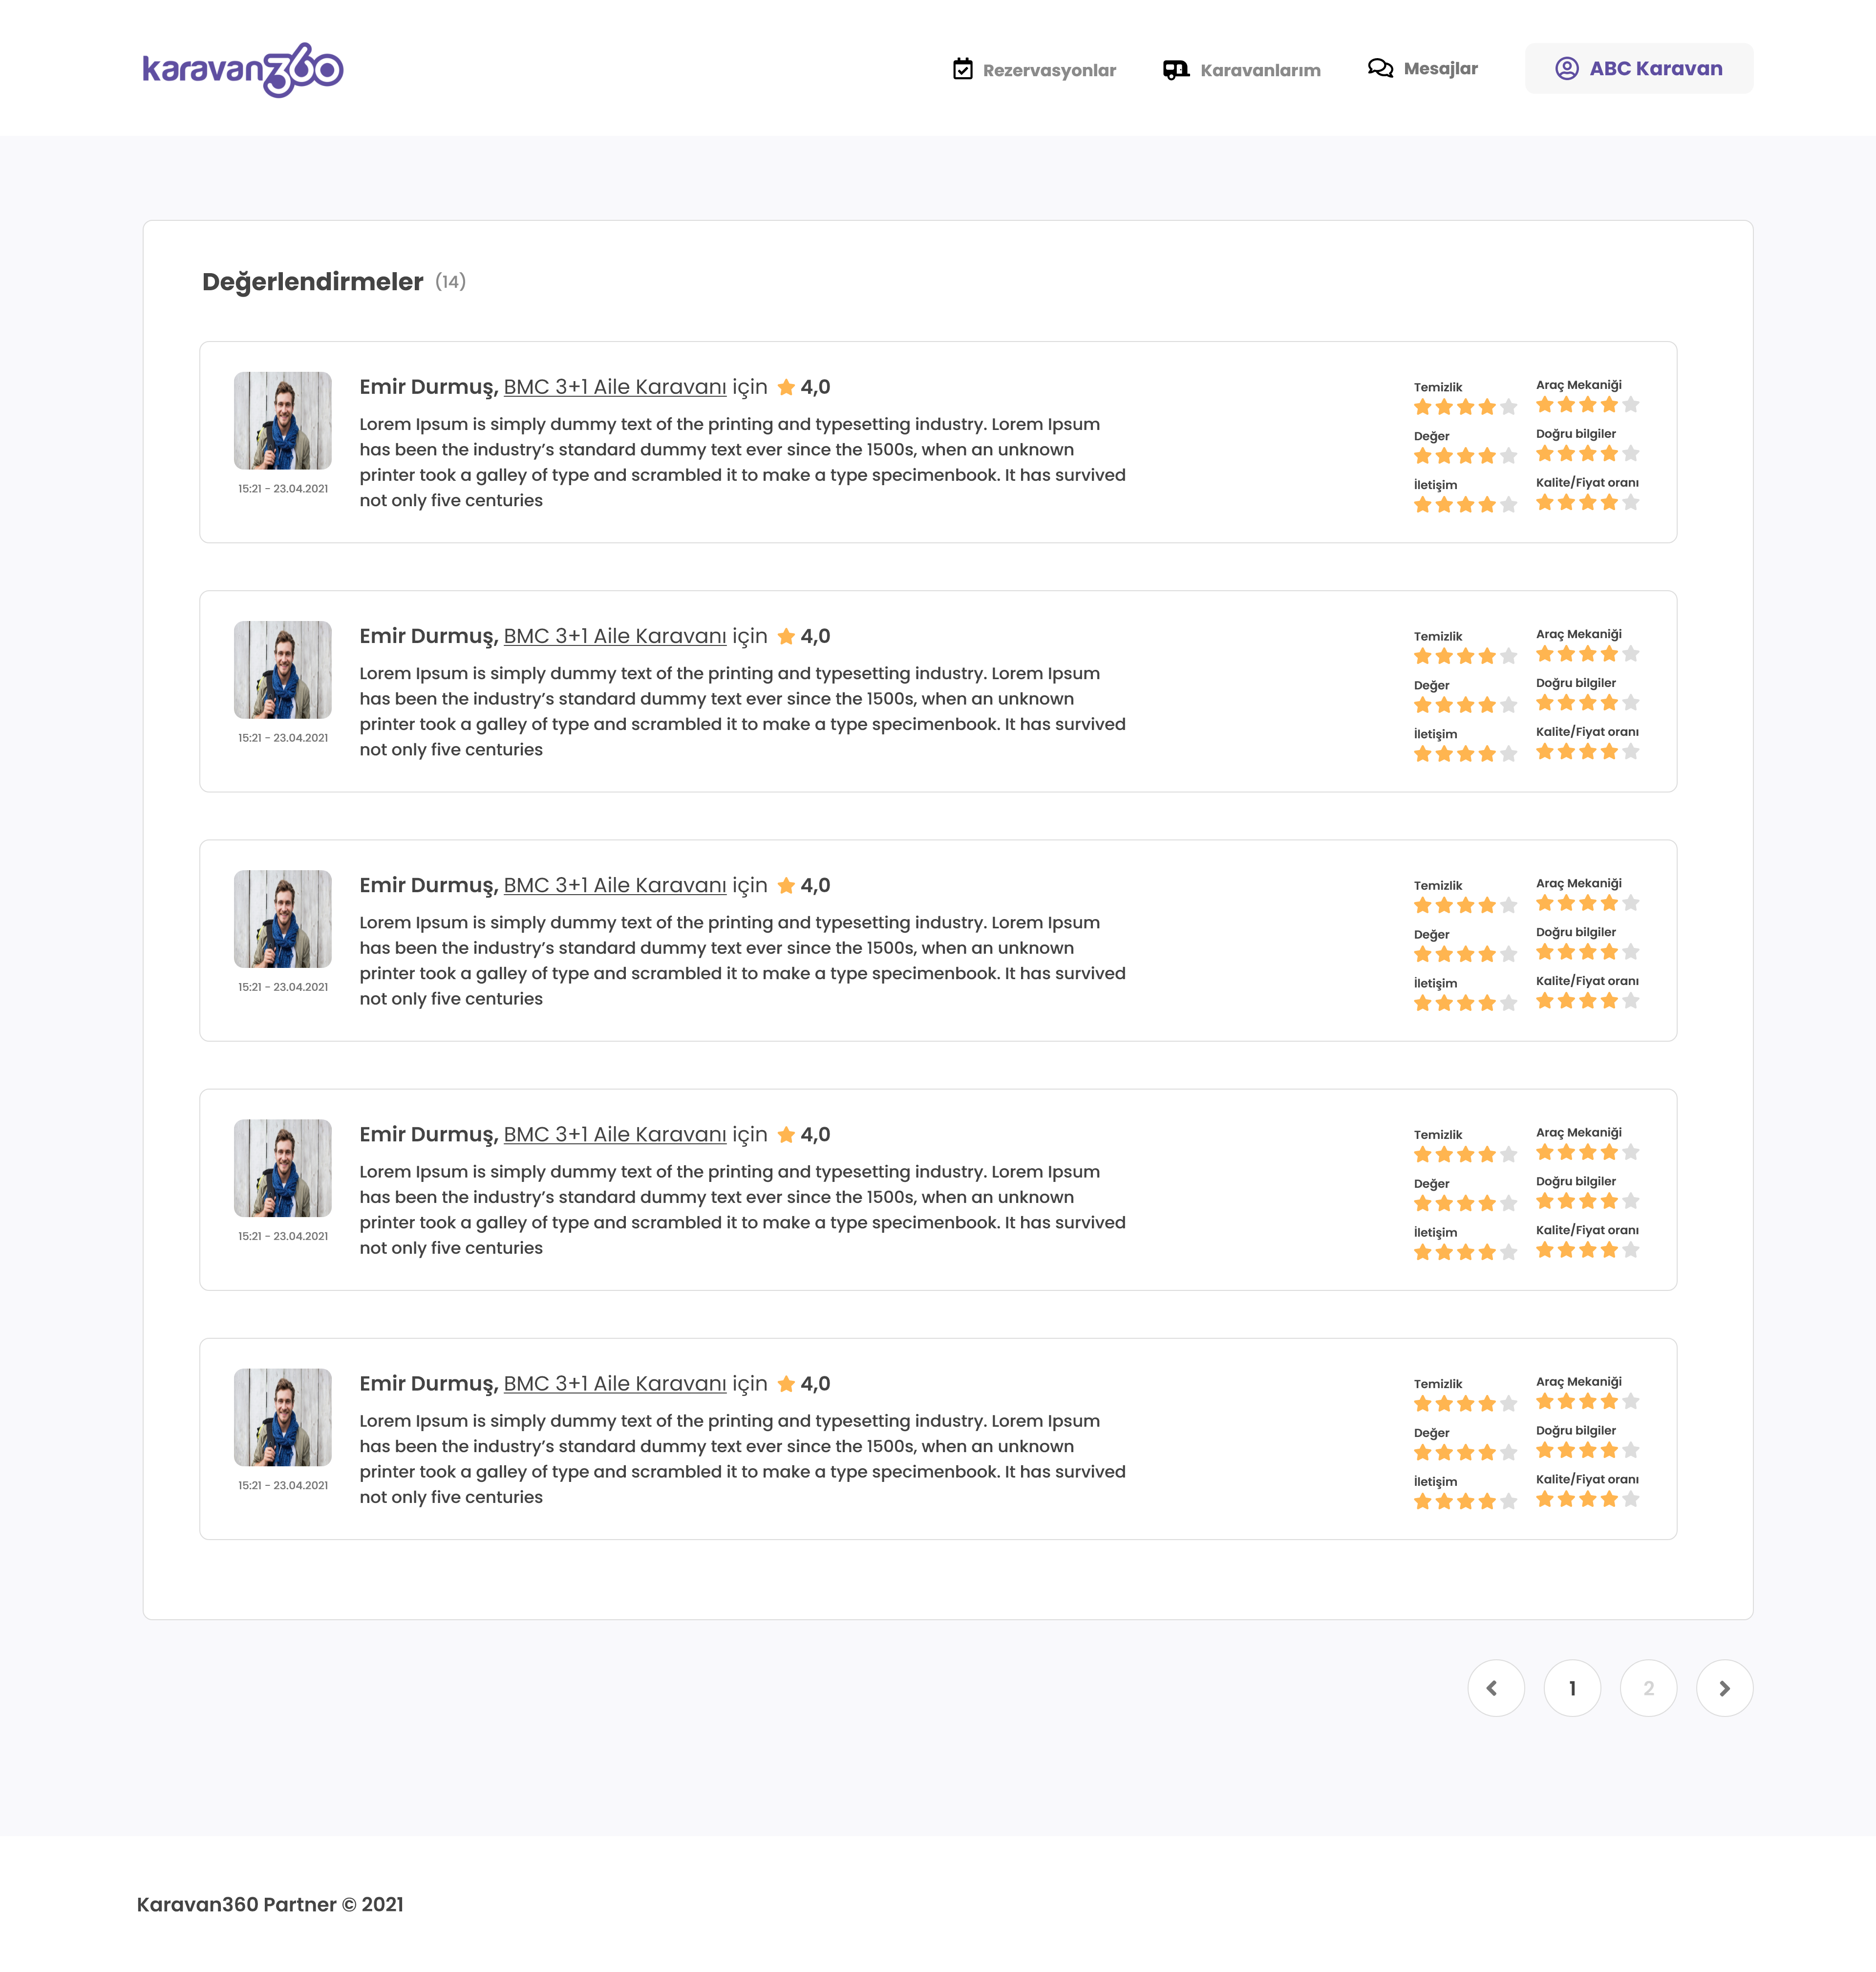 karavan360
Rezervasyonlar
Karavanlarım
Mesajlar
ABC Karavan
Değerlendirmeler (14)
Emir Durmuş, BMC 3+1 Aile Karavanı için 4,0
Lorem Ipsum is simply dummy text of the printing and typesetting industry. Lorem Ipsum
has been the industry’s standard dummy text ever since the 1500s, when an unknown
printer took a galley of type and scrambled it to make a type specimenbook. It has survived
not only five centuries
15:21 - 23.04.2021
Temizlik
Araç Mekaniği
Değer
Doğru bilgiler
İletişim
Kalite/Fiyat oranı
Emir Durmuş, BMC 3+1 Aile Karavanı için 4,0
Lorem Ipsum is simply dummy text of the printing and typesetting industry. Lorem Ipsum
has been the industry’s standard dummy text ever since the 1500s, when an unknown
printer took a galley of type and scrambled it to make a type specimenbook. It has survived
not only five centuries
15:21 - 23.04.2021
Temizlik
Araç Mekaniği
Değer
Doğru bilgiler
İletişim
Kalite/Fiyat oranı
Emir Durmuş, BMC 3+1 Aile Karavanı için 4,0
Lorem Ipsum is simply dummy text of the printing and typesetting industry. Lorem Ipsum
has been the industry’s standard dummy text ever since the 1500s, when an unknown
printer took a galley of type and scrambled it to make a type specimenbook. It has survived
not only five centuries
15:21 - 23.04.2021
Temizlik
Araç Mekaniği
Değer
Doğru bilgiler
İletişim
Kalite/Fiyat oranı
Emir Durmuş, BMC 3+1 Aile Karavanı için 4,0
Lorem Ipsum is simply dummy text of the printing and typesetting industry. Lorem Ipsum
has been the industry’s standard dummy text ever since the 1500s, when an unknown
printer took a galley of type and scrambled it to make a type specimenbook. It has survived
not only five centuries
15:21 - 23.04.2021
Temizlik
Araç Mekaniği
Değer
Doğru bilgiler
İletişim
Kalite/Fiyat oranı
Emir Durmuş, BMC 3+1 Aile Karavanı için 4,0
Lorem Ipsum is simply dummy text of the printing and typesetting industry. Lorem Ipsum
has been the industry’s standard dummy text ever since the 1500s, when an unknown
printer took a galley of type and scrambled it to make a type specimenbook. It has survived
not only five centuries
15:21 - 23.04.2021
Temizlik
Araç Mekaniği
Değer
Doğru bilgiler
İletişim
Kalite/Fiyat oranı
1
2
Karavan360 Partner © 2021